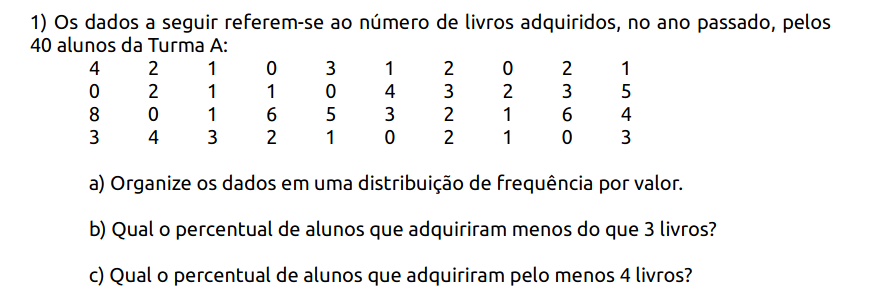 1) Os dados a seguir referem-se ao número de livros adquiridos, no ano passado, pelos
40 alunos da Turma A:
4 2 1 0 3 1 2 0 2 1
0 2 1 1 0 4 3 2 3 5
8 0 1 6 5 3 2 1 6 4
3 4 3 2 1 0 2 1 0 3
a) Organize os dados em uma distribuição de frequência por valor.
b) Qual o percentual de alunos que adquiriram menos do que 3 livros?
c) Qual o percentual de alunos que adquiriram pelo menos 4 livros?